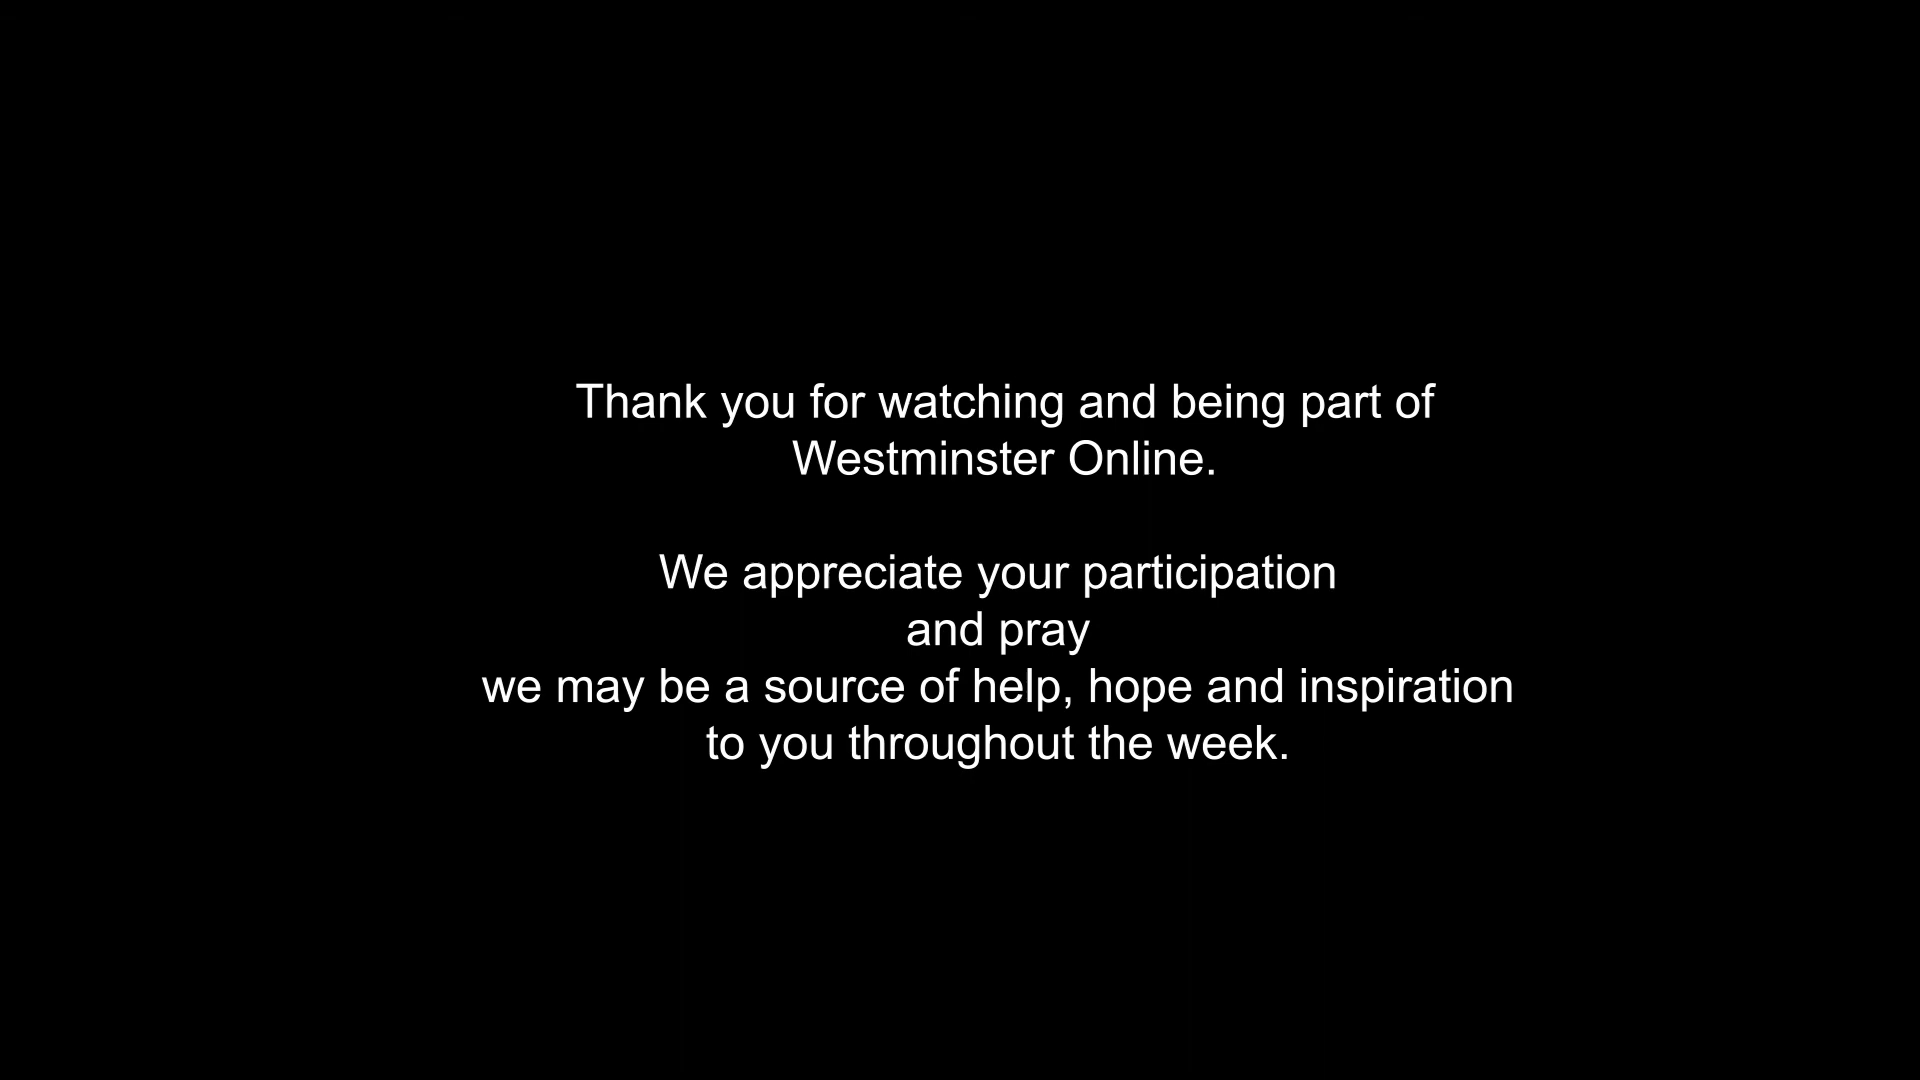 Thank you for watching and being part of
Westminster Online.
We appreciate your participation
and pray
we may be a source of help, hope and inspiration
to you throughout the week.